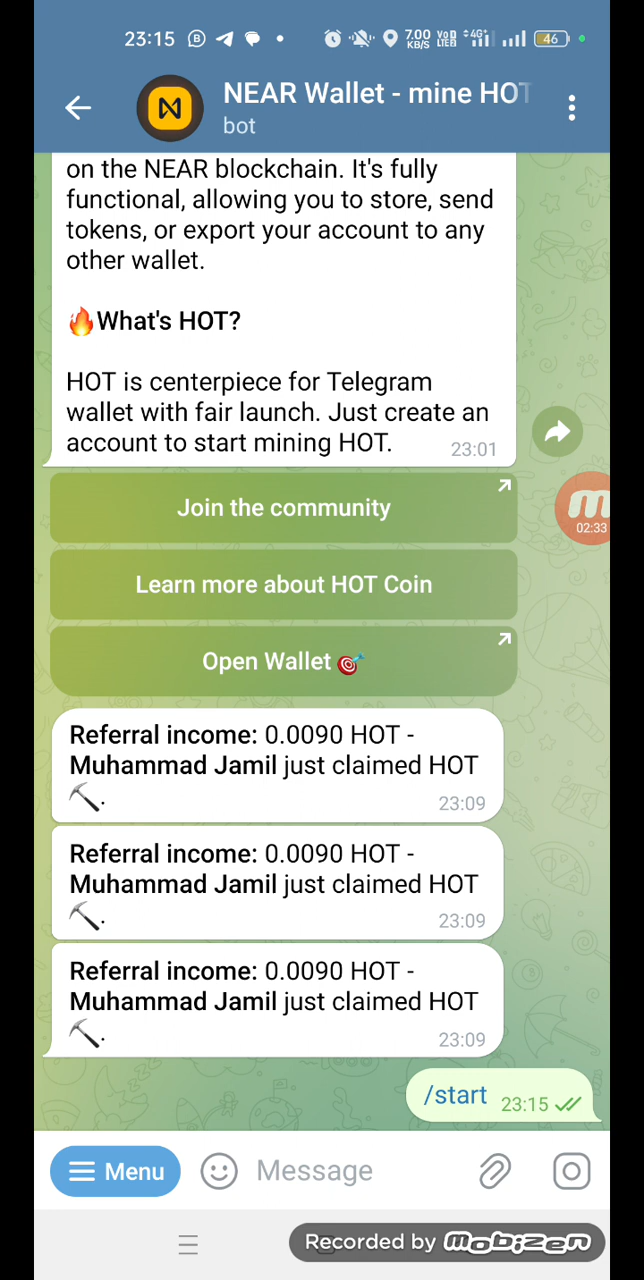 23:15
7.00 KB/S
4G
46
NEAR Wallet - mine HOT
bot
on the NEAR blockchain. It's fully
functional, allowing you to store, send
tokens, or export your account to any
other wallet.
🔥What's HOT?
HOT is centerpiece for Telegram
wallet with fair launch. Just create an
account to start mining HOT.
23:01
02:33
Join the community
Learn more about HOT Coin
Open Wallet 🎯
Referral income: 0.0090 HOT -
Muhammad Jamil just claimed HOT
⛏.
23:09
Referral income: 0.0090 HOT -
Muhammad Jamil just claimed HOT
⛏.
23:09
Referral income: 0.0090 HOT -
Muhammad Jamil just claimed HOT
⛏.
23:09
/start
23:15
Menu
Message
Recorded by mobizen